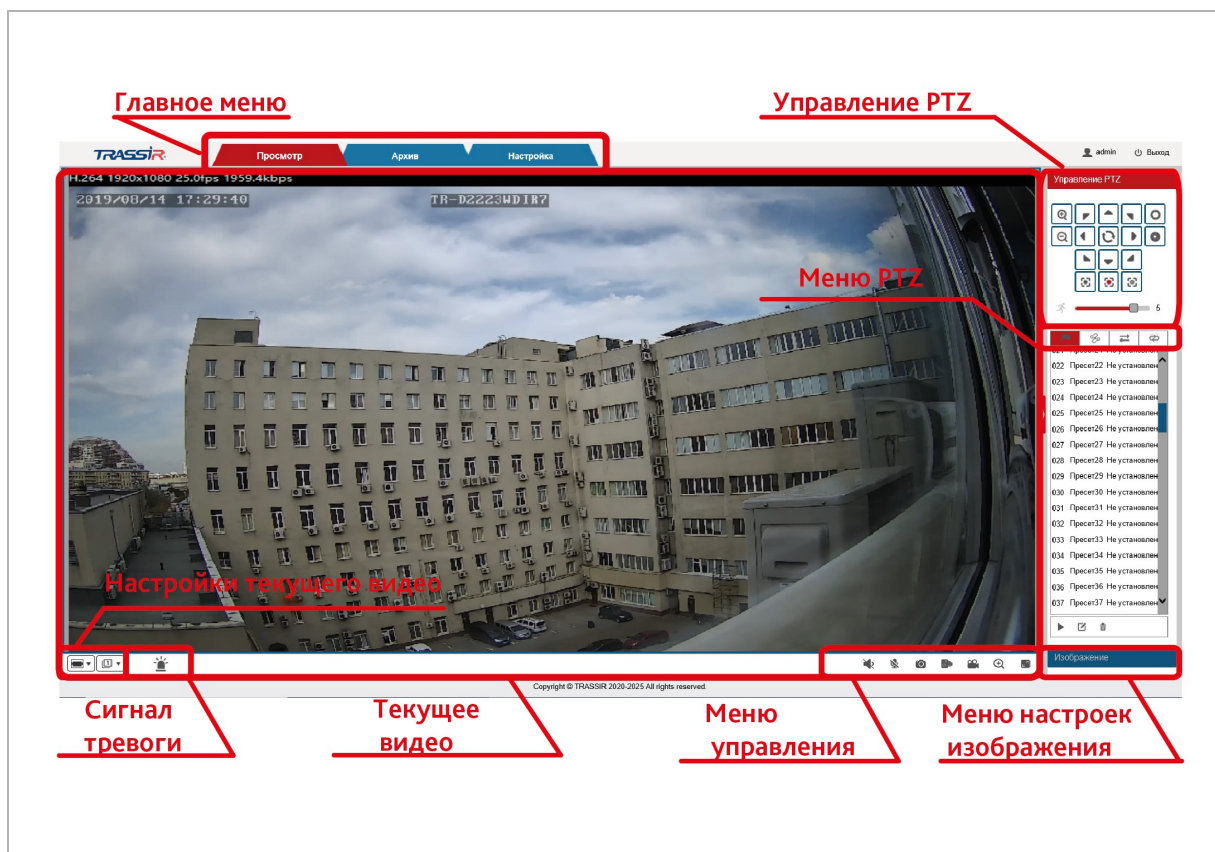 Главное меню
Управление PTZ
TRASSIR
Просмотр
Архив
Настройка
admin
Выход
H.264 1920x1080 25.0fps 1959.4kbps
Управление PTZ
2019/08/14 17:29:40
TR-D2223WDIR7
Меню PTZ
5
022 Пресет22 Не установлен
023 Пресет23 Не установлен
024 Пресет24 Не установлен
025 Пресет25 Не установлен
026 Пресет26 Не установлен
027 Пресет27 Не установлен
028 Пресет28 Не установлен
029 Пресет29 Не установлен
030 Пресет30 Не установлен
031 Пресет31 Не установлен
032 Пресет32 Не установлен
033 Пресет33 Не установлен
034 Пресет34 Не установлен
035 Пресет35 Не установлен
036 Пресет36 Не установлен
037 Пресет37 Не установлен
Настройки текущего видео
1
Изображение
Copyright © TRASSIR 2020-2025 All rights reserved.
Сигнал
тревоги
Текущее
видео
Меню
управления
Меню настроек
изображения